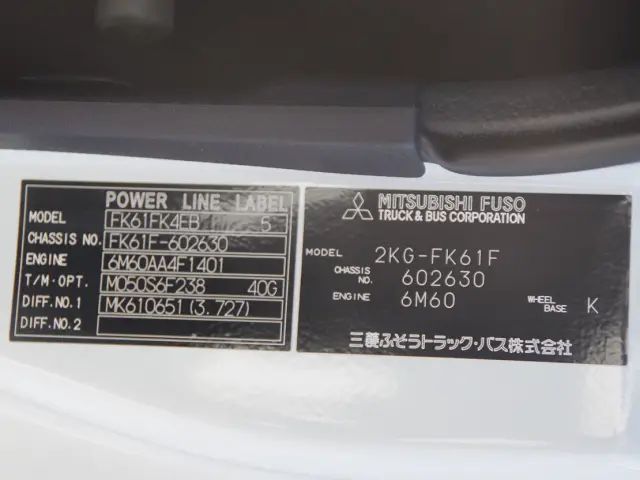 POWER LINE LABEL
MODEL FK61FK4EB 5
CHASSIS NO. FK61F-602630
ENGINE 6M60AA4F1401
T/M・OPT. M050S6F238 40G
DIFF.NO.1 MK610651(3.727)
DIFF.NO.2
MITSUBISHI FUSO
TRUCK & BUS CORPORATION
MODEL 2KG-FK61F
CHASSIS NO. 602630
ENGINE 6M60 WHEEL BASE K
三菱ふそうトラック・バス株式会社